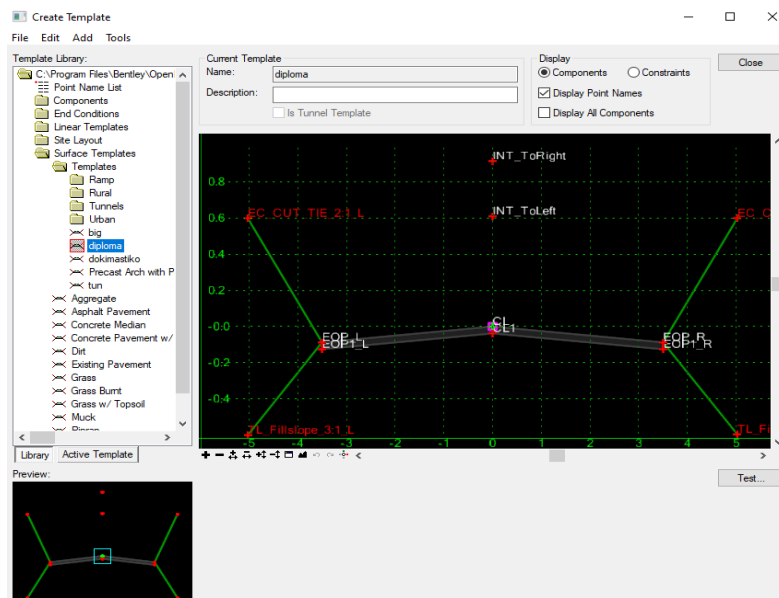 Create Template
File Edit Add Tools
Template Library:
C:\Program Files\Bentley\Open
Point Name List
Components
End Conditions
Linear Templates
Site Layout
Surface Templates
Templates
Ramp
Rural
Tunnels
Urban
big
diploma
dokimastiko
Precast Arch with P
tun
Aggregate
Asphalt Pavement
Concrete Median
Concrete Pavement w/
Dirt
Existing Pavement
Grass
Grass Burnt
Grass w/ Topsoil
Muck
Library Active Template
Current Template
Name: diploma
Description:
Is Tunnel Template
Display
Components Constraints
Display Point Names
Display All Components
Close
INT_ToRight
0.8
EC_CUT_TIE_2:1_L INT_ToLeft EC_C
0.6
0.4
0.2
-0.0
CL
CL1
EOP_L EOP_R
EOP1_L EOP1_R
-0.2
-0.4
TL_Fillslope_3:1_L TL_Fi
-5 -4 -3 -2 -1 0 1 2 3 4 5
Test...
Preview: